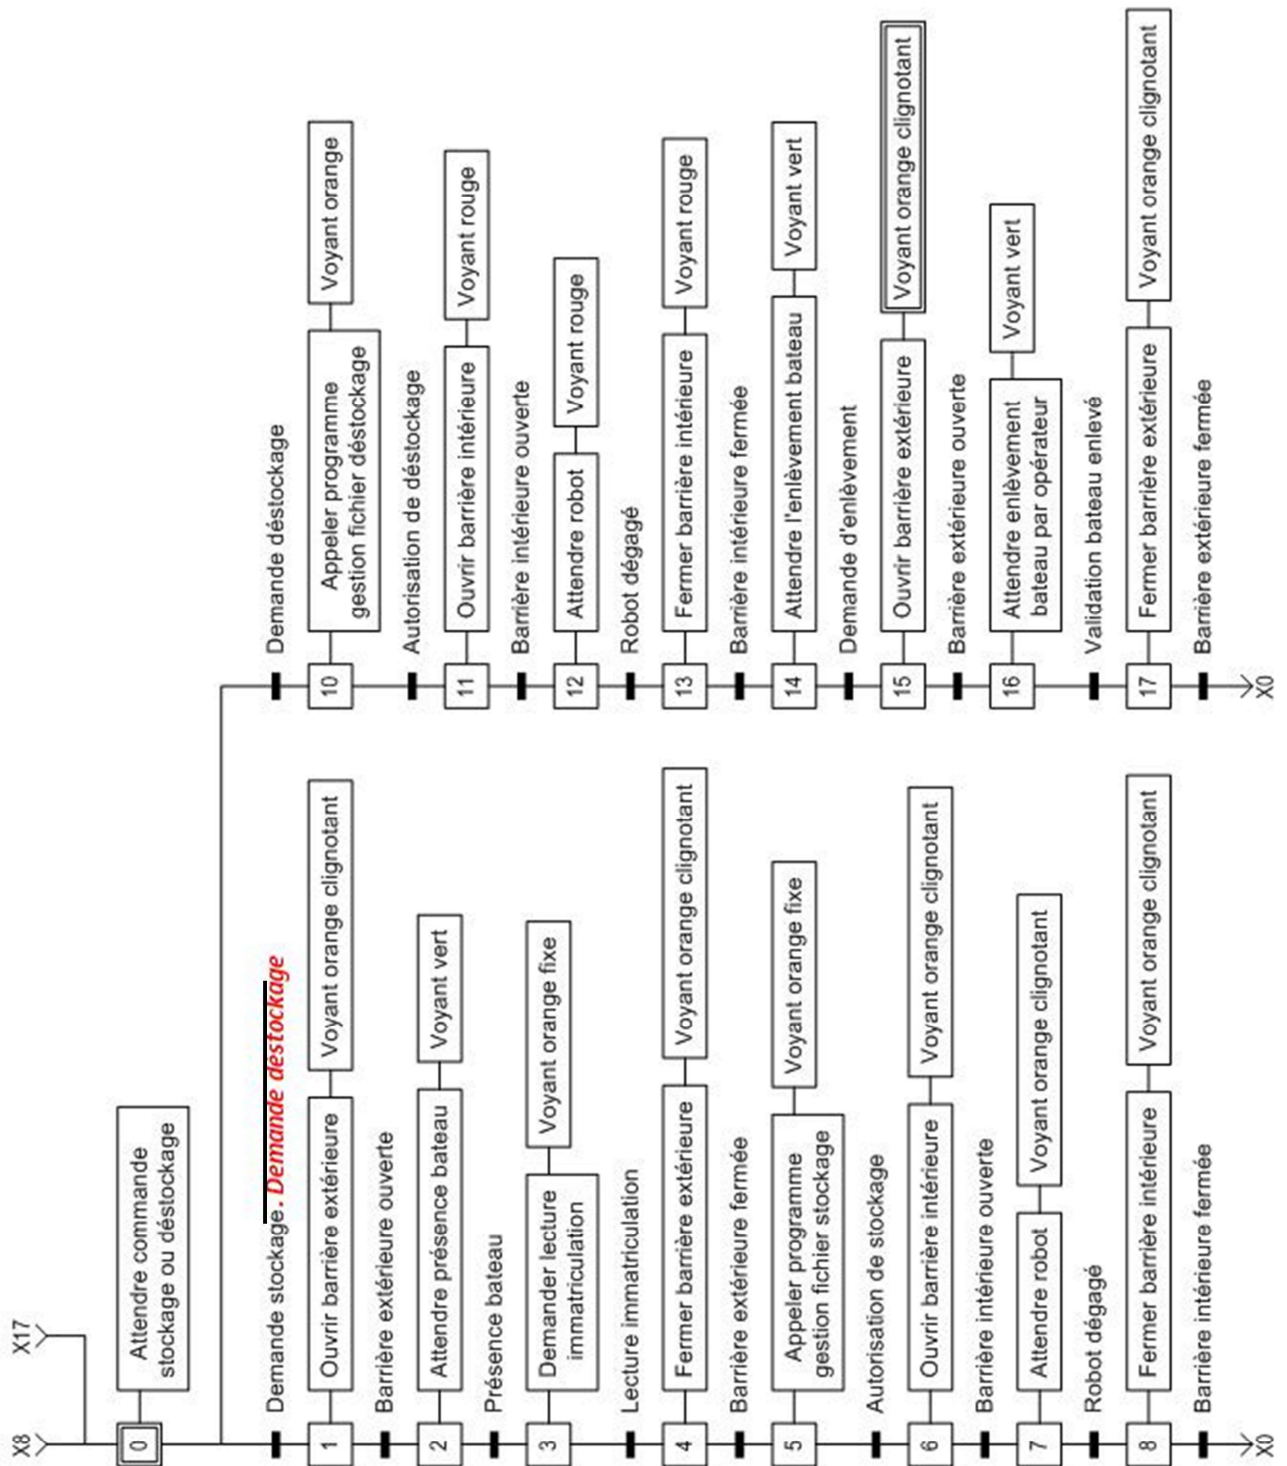 X8
X17
0
Attendre commande
stockage ou déstockage
Demande stockage . Demande déstockage
1
Ouvrir barrière extérieure
Voyant orange clignotant
Barrière extérieure ouverte
2
Attendre présence bateau
Voyant vert
Présence bateau
3
Demander lecture
immatriculation
Voyant orange fixe
Lecture immatriculation
4
Fermer barrière extérieure
Voyant orange clignotant
Barrière extérieure fermée
5
Appeler programme
gestion fichier stockage
Voyant orange fixe
Autorisation de stockage
6
Ouvrir barrière intérieure
Voyant orange clignotant
Barrière intérieure ouverte
7
Attendre robot
Voyant orange clignotant
Robot dégagé
8
Fermer barrière intérieure
Voyant orange clignotant
Barrière intérieure fermée
X0
Demande déstockage
10
Appeler programme
gestion fichier déstockage
Voyant orange
Autorisation de déstockage
11
Ouvrir barrière intérieure
Voyant rouge
Barrière intérieure ouverte
12
Attendre robot
Voyant rouge
Robot dégagé
13
Fermer barrière intérieure
Voyant rouge
Barrière intérieure fermée
14
Attendre l'enlèvement bateau
Voyant vert
Demande d'enlèvement
15
Ouvrir barrière extérieure
Voyant orange clignotant
Barrière extérieure ouverte
16
Attendre enlèvement
bateau par opérateur
Voyant vert
Validation bateau enlevé
17
Fermer barrière extérieure
Voyant orange clignotant
Barrière extérieure fermée
X0